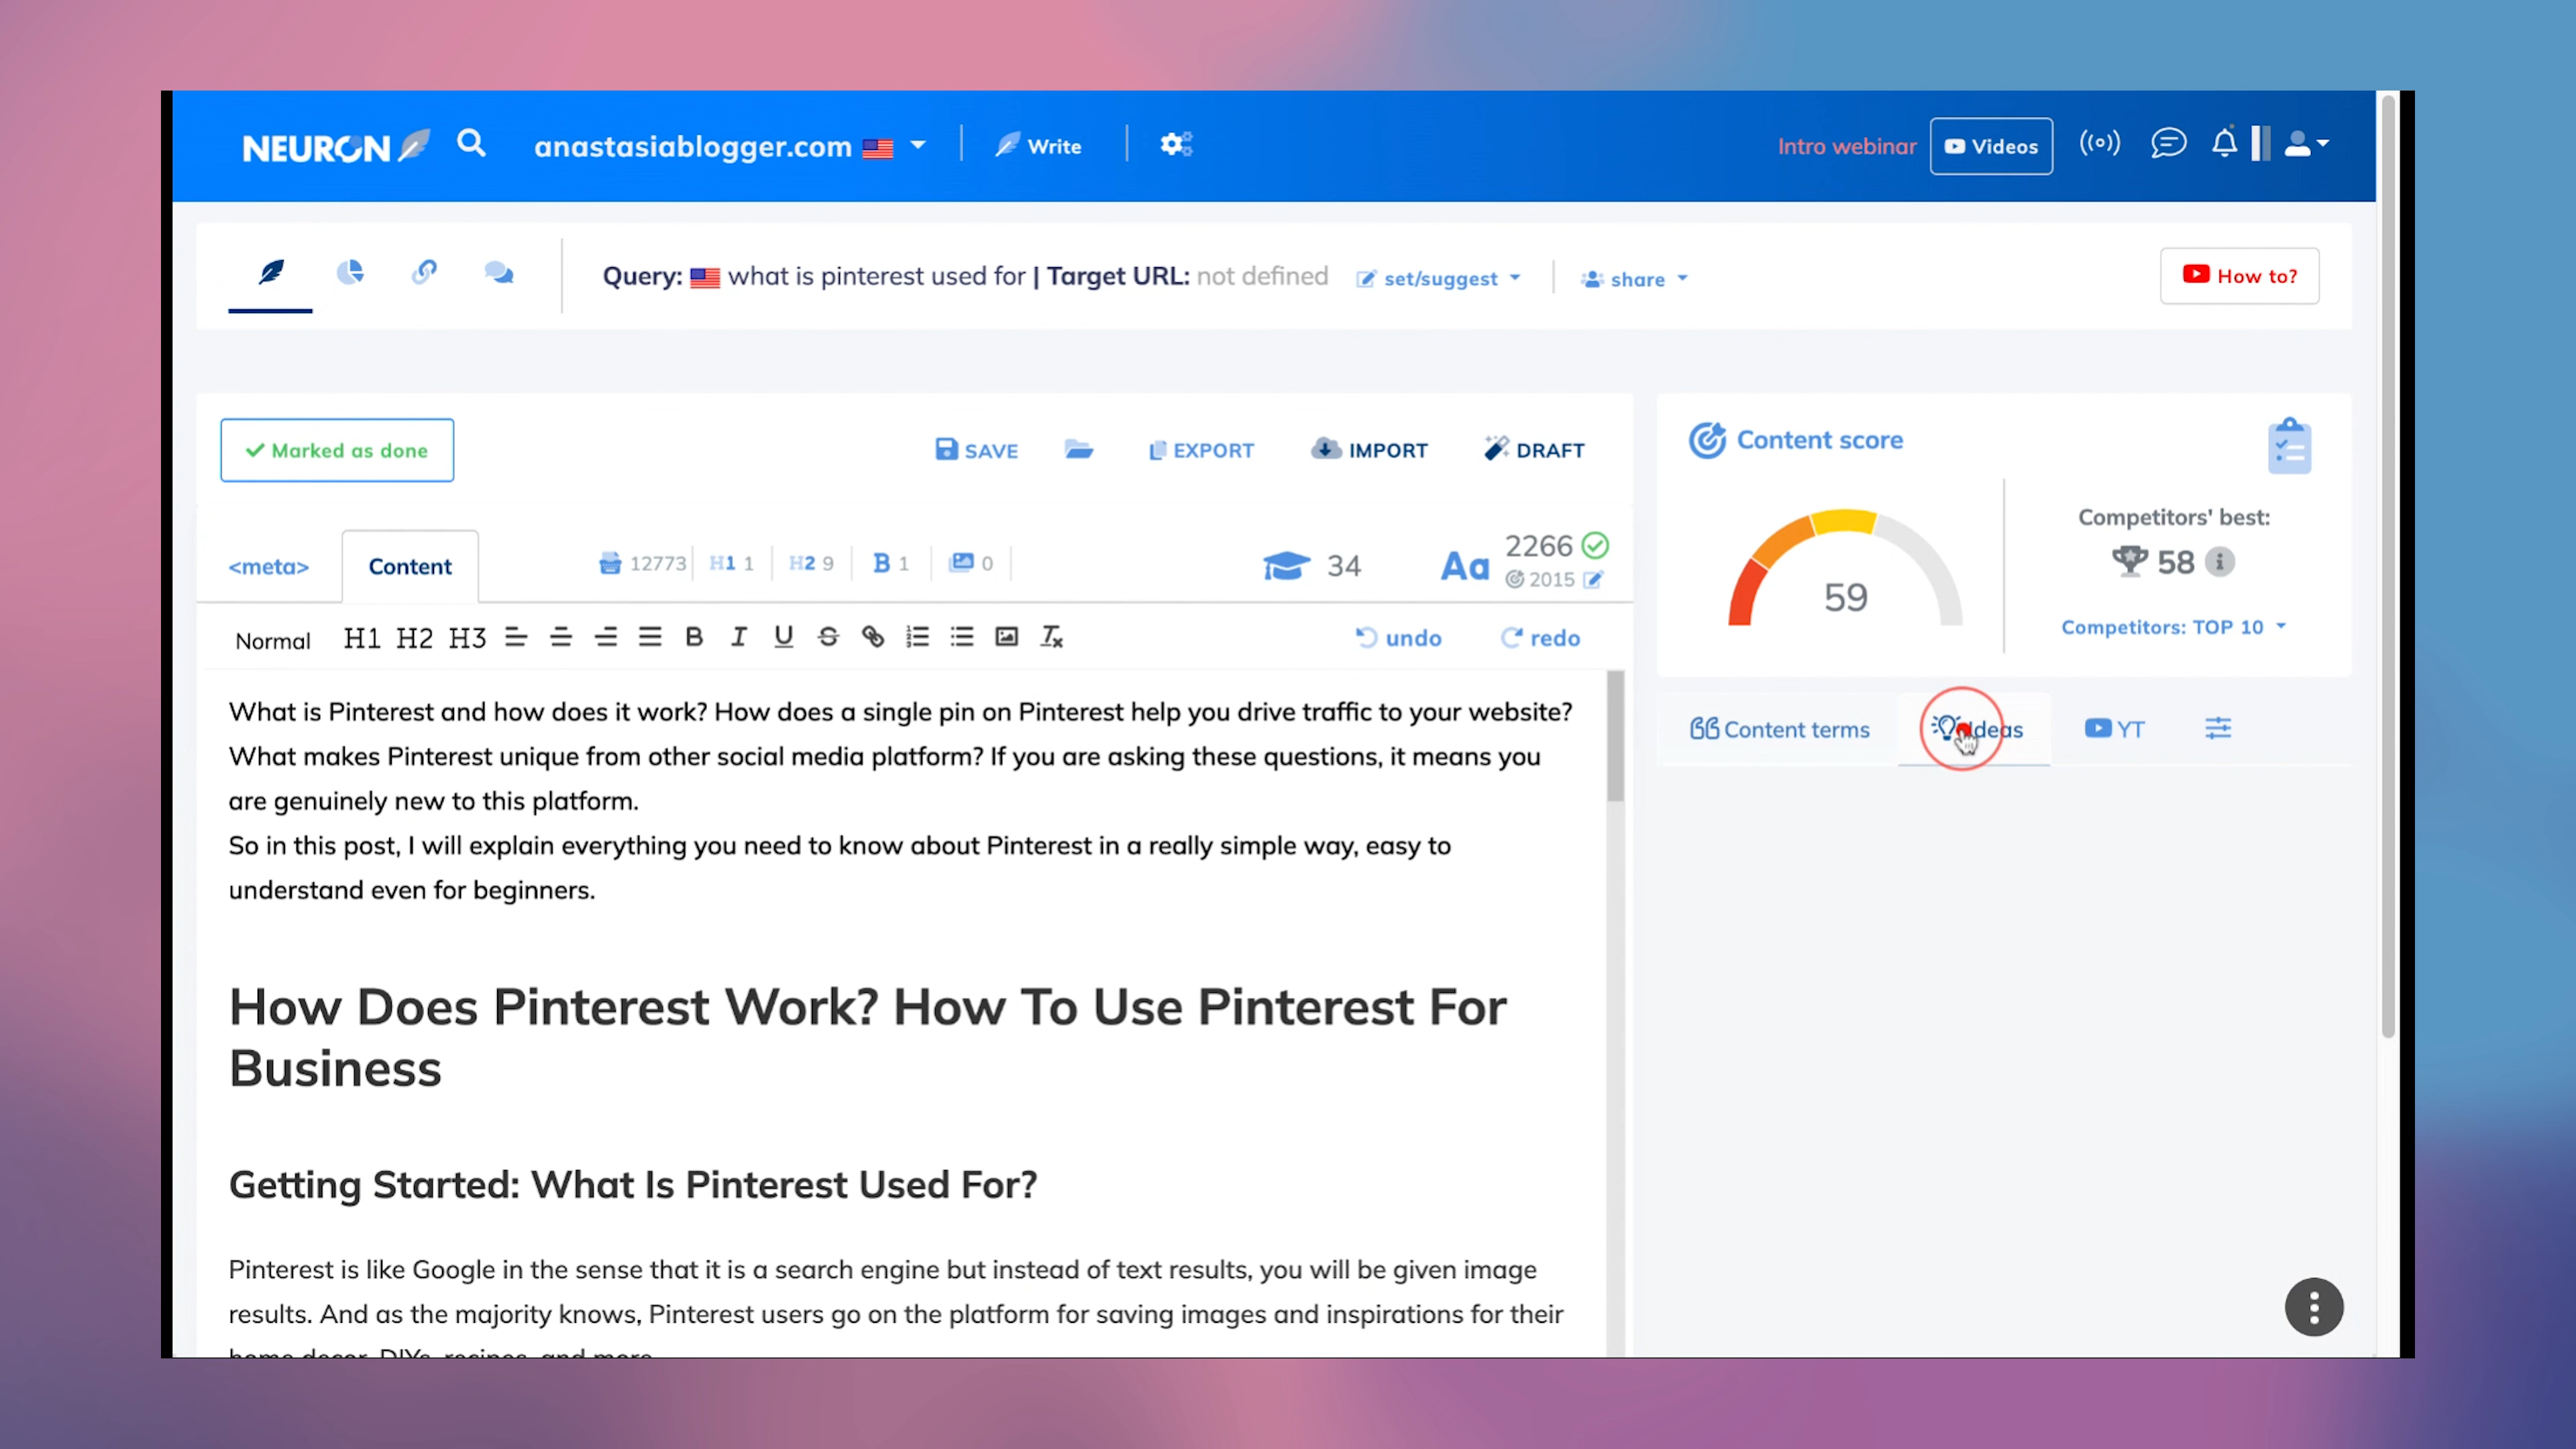 NEURON
anastasiablogger.com
Write
Intro webinar
Videos
Query: what is pinterest used for | Target URL: not defined
set/suggest
share
How to?
Marked as done
SAVE
EXPORT
IMPORT
DRAFT
<meta>
Content
12773
H1 1
H2 9
B 1
0
34
Aa
2266
2015
Normal
H1 H2 H3
B I U S
undo
redo
What is Pinterest and how does it work? How does a single pin on Pinterest help you drive traffic to your website?
What makes Pinterest unique from other social media platform? If you are asking these questions, it means you
are genuinely new to this platform.
So in this post, I will explain everything you need to know about Pinterest in a really simple way, easy to
understand even for beginners.
How Does Pinterest Work? How To Use Pinterest For
Business
Getting Started: What Is Pinterest Used For?
Pinterest is like Google in the sense that it is a search engine but instead of text results, you will be given image
results. And as the majority knows, Pinterest users go on the platform for saving images and inspirations for their
home decor, DIYs, recipes, and more.
Content score
59
Competitors' best:
58
Competitors: TOP 10
Content terms
Ideas
YT